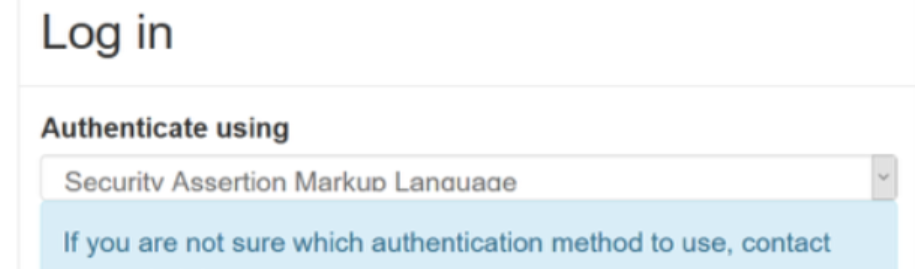 Log in
Authenticate using
Security Assertion Markup Language
If you are not sure which authentication method to use, contact